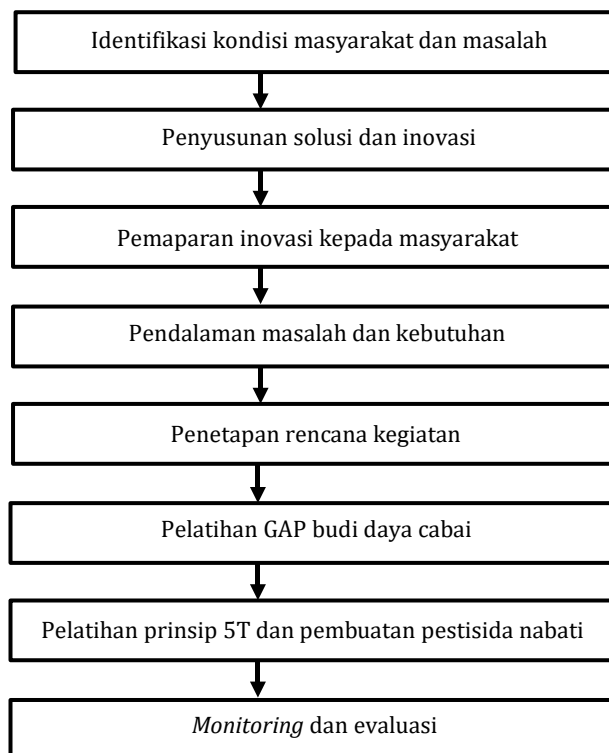 Identifikasi kondisi masyarakat dan masalah
Penyusunan solusi dan inovasi
Pemaparan inovasi kepada masyarakat
Pendalaman masalah dan kebutuhan
Penetapan rencana kegiatan
Pelatihan GAP budi daya cabai
Pelatihan prinsip 5T dan pembuatan pestisida nabati
Monitoring dan evaluasi